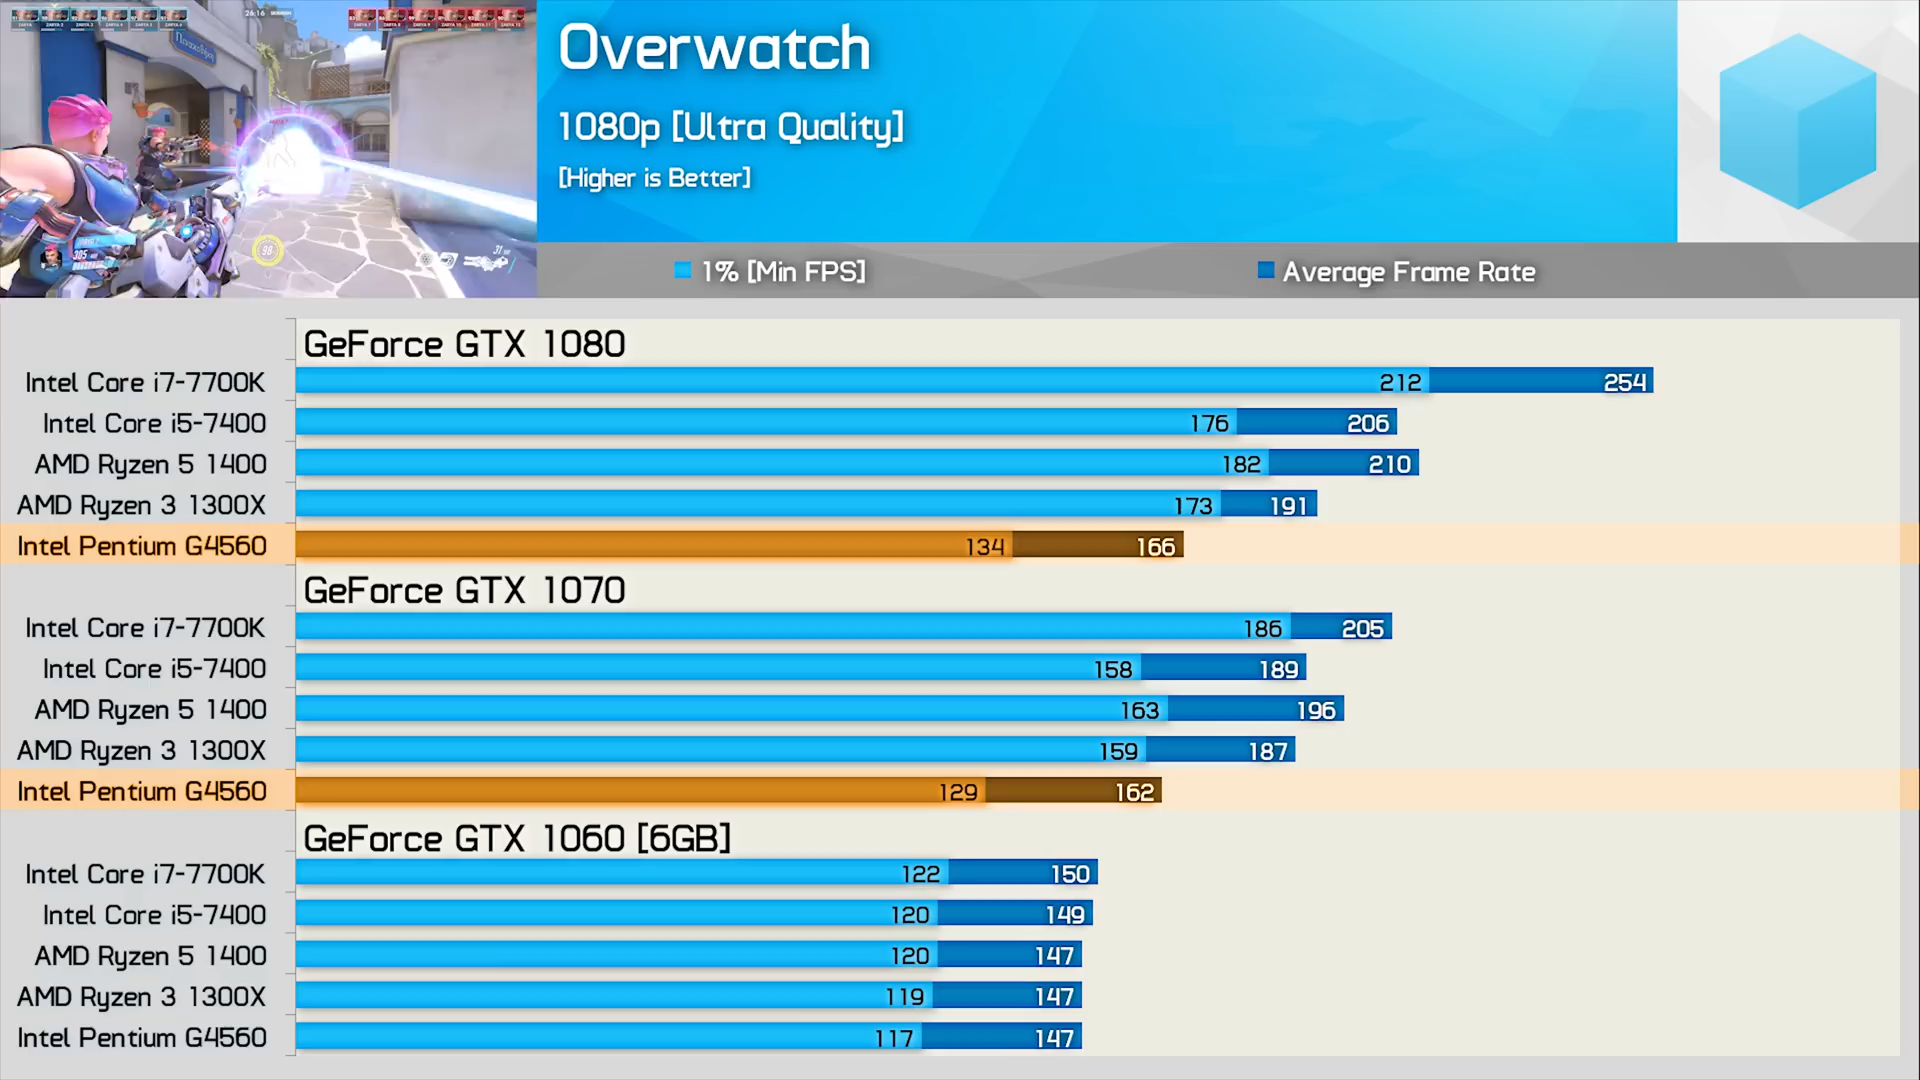 26:16
Overwatch
1080p [Ultra Quality]
[Higher is Better]
98
305
31
1% [Min FPS]
Average Frame Rate
GeForce GTX 1080
Intel Core i7-7700K 212 254
Intel Core i5-7400 176 206
AMD Ryzen 5 1400 182 210
AMD Ryzen 3 1300X 173 191
Intel Pentium G4560 134 166
GeForce GTX 1070
Intel Core i7-7700K 186 205
Intel Core i5-7400 158 189
AMD Ryzen 5 1400 163 196
AMD Ryzen 3 1300X 159 187
Intel Pentium G4560 129 162
GeForce GTX 1060 [6GB]
Intel Core i7-7700K 122 150
Intel Core i5-7400 120 149
AMD Ryzen 5 1400 120 147
AMD Ryzen 3 1300X 119 147
Intel Pentium G4560 117 147